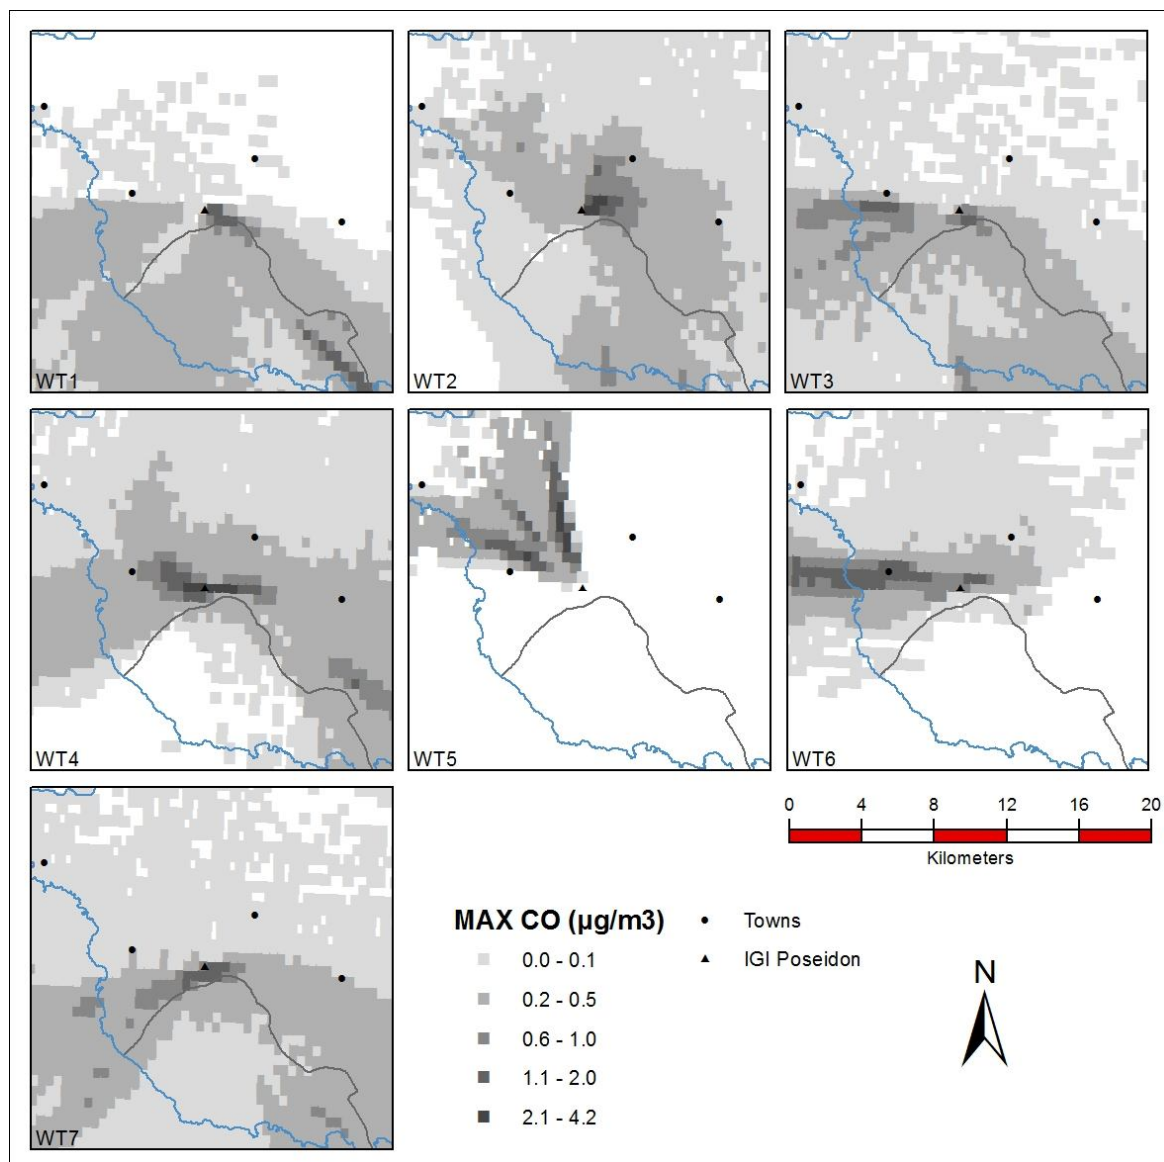 WT1
WT2
WT3
WT4
WT5
WT6
0 4 8 12 16 20
Kilometers
WT7
MAX CO (µg/m3)
0.0 - 0.1
0.2 - 0.5
0.6 - 1.0
1.1 - 2.0
2.1 - 4.2
Towns
IGI Poseidon
N